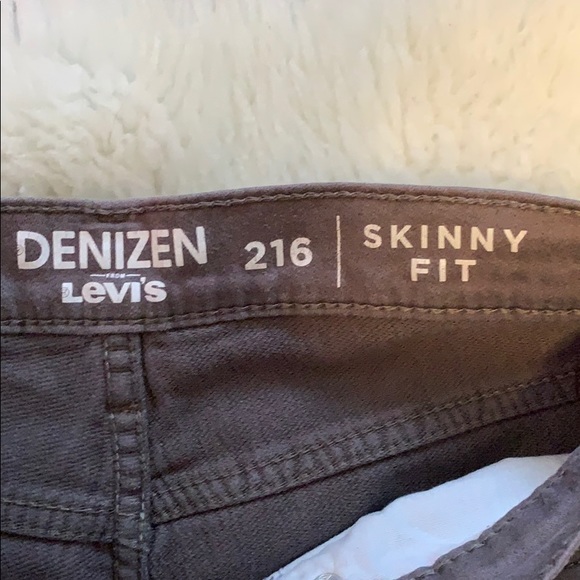 DENIZEN
FROM
Levi's
216
SKINNY
FIT